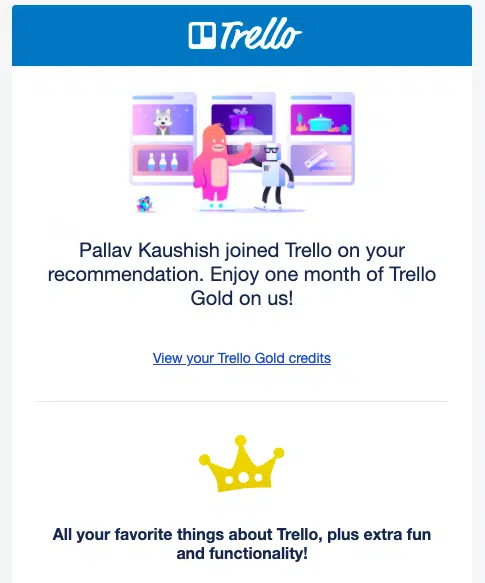 Trello
Pallav Kaushish joined Trello on your
recommendation. Enjoy one month of Trello
Gold on us!
View your Trello Gold credits
All your favorite things about Trello, plus extra fun
and functionality!